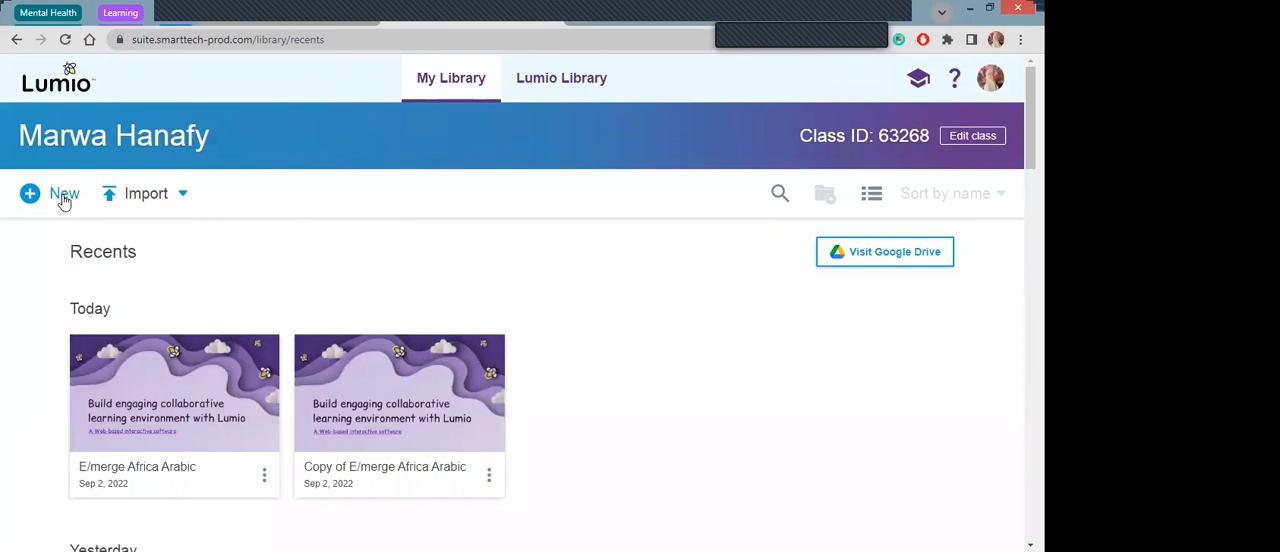 Mental Health
Learning
suite.smarttech-prod.com/library/recents
Lumio
My Library
Lumio Library
?
Marwa Hanafy
Class ID: 63268
Edit class
New
Import
Sort by name
Recents
Visit Google Drive
Today
Build engaging collaborative
learning environment with Lumio
A Web-based interactive software
E/merge Africa Arabic
Sep 2, 2022
Build engaging collaborative
learning environment with Lumio
A Web-based interactive software
Copy of E/merge Africa Arabic
Sep 2, 2022
Yesterday